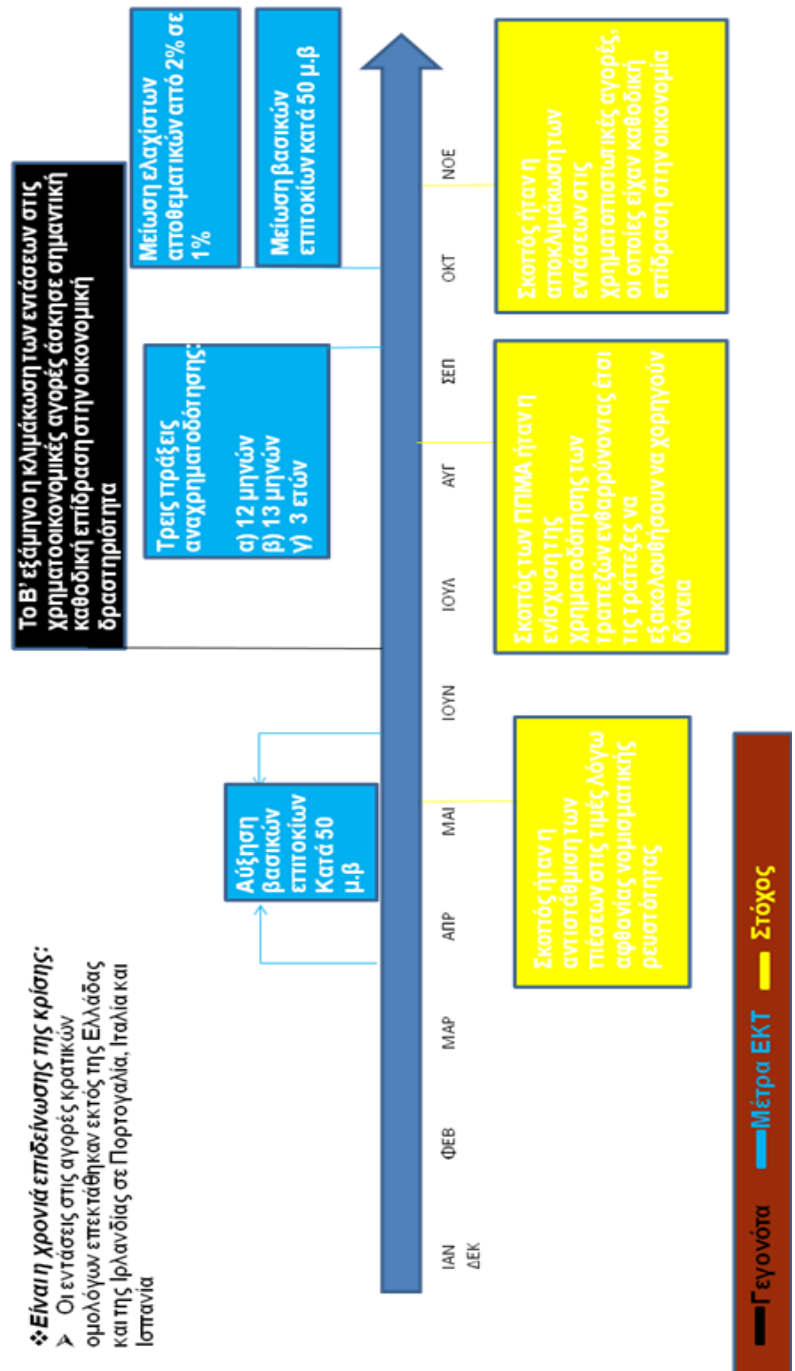 ❖Είναι η χρονιά επιδείνωσης της κρίσης:
➢ Οι εντάσεις στις αγορές κρατικών
ομολόγων επεκτάθηκαν εκτός της Ελλάδας
και της Ιρλανδίας σε Πορτογαλία, Ιταλία και
Ισπανία
Το Β' εξάμηνο η κλιμάκωση των εντάσεων στις
χρηματοοικονομικές αγορές άσκησε σημαντική
καθοδική επίδραση στην οικονομική
δραστηριότητα
Αύξηση
βασικών
επιτοκίων
Κατά 50
μ.β
Τρεις πράξεις
αναχρηματοδότησης:
α) 12 μηνών
β) 13 μηνών
γ) 3 ετών
Μείωση ελαχίστων
αποθεματικών από 2% σε
1%
Μείωση βασικών
επιτοκίων κατά 50 μ.β
ΙΑΝ ΦΕΒ ΜΑΡ ΑΠΡ ΜΑΙ ΙΟΥΝ ΙΟΥΛ ΑΥΓ ΣΕΠ ΟΚΤ ΝΟΕ
ΔΕΚ
Σκοπός ήταν η
αντιστάθμιση των
πιέσεων στις τιμές λόγω
αφθονίας νομισματικής
ρευστότητας
Σκοπός των ΠΠΜΑ ήταν η
ενίσχυση της
χρηματοδότησης των
τραπεζών ενθαρρύνοντας έτσι
τις τράπεζες να
εξακολουθήσουν να χορηγούν
δάνεια
Σκοπός ήταν η
αποκλιμάκωση των
εντάσεων στις
χρηματοπιστωτικές αγορές,
οι οποίες είχαν καθοδική
επίδραση στην οικονομία
Γεγονότα Μέτρα ΕΚΤ Στόχος